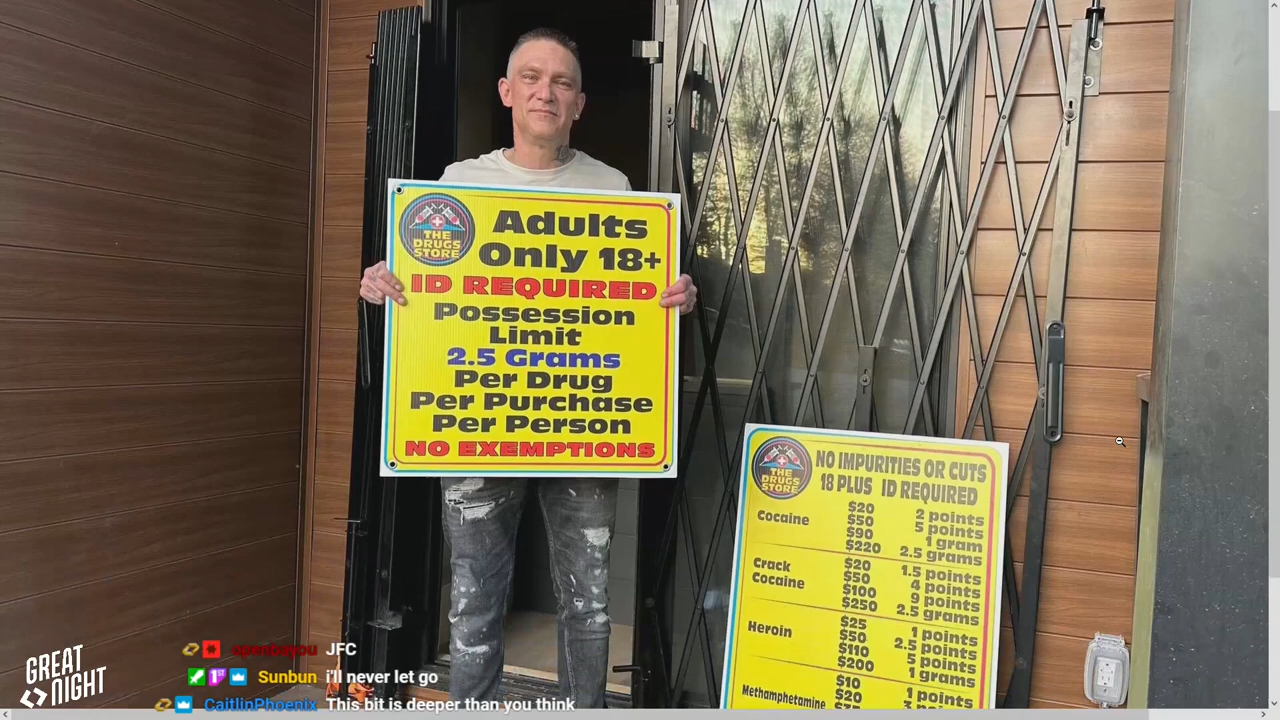 THE
DRUGS
STORE
Adults
Only 18+
ID REQUIRED
Possession
Limit
2.5 Grams
Per Drug
Per Purchase
Per Person
NO EXEMPTIONS
THE
DRUGS
STORE
NO IMPURITIES OR CUTS
18 PLUS ID REQUIRED
Cocaine
$20 2 points
$50 5 points
$90 1 gram
$220 2.5 grams
Crack
Cocaine
$20 1.5 points
$50 4 points
$100 9 points
$250 2.5 grams
Heroin
$25 1 points
$50 2.5 points
$110 5 points
$200 1 grams
Methamphetamine
$10 1 points
$20 3 points
GREAT
NIGHT
openbayou JFC
1ST Sunbun i'll never let go
CaitlinPhoenix This bit is deeper than you think